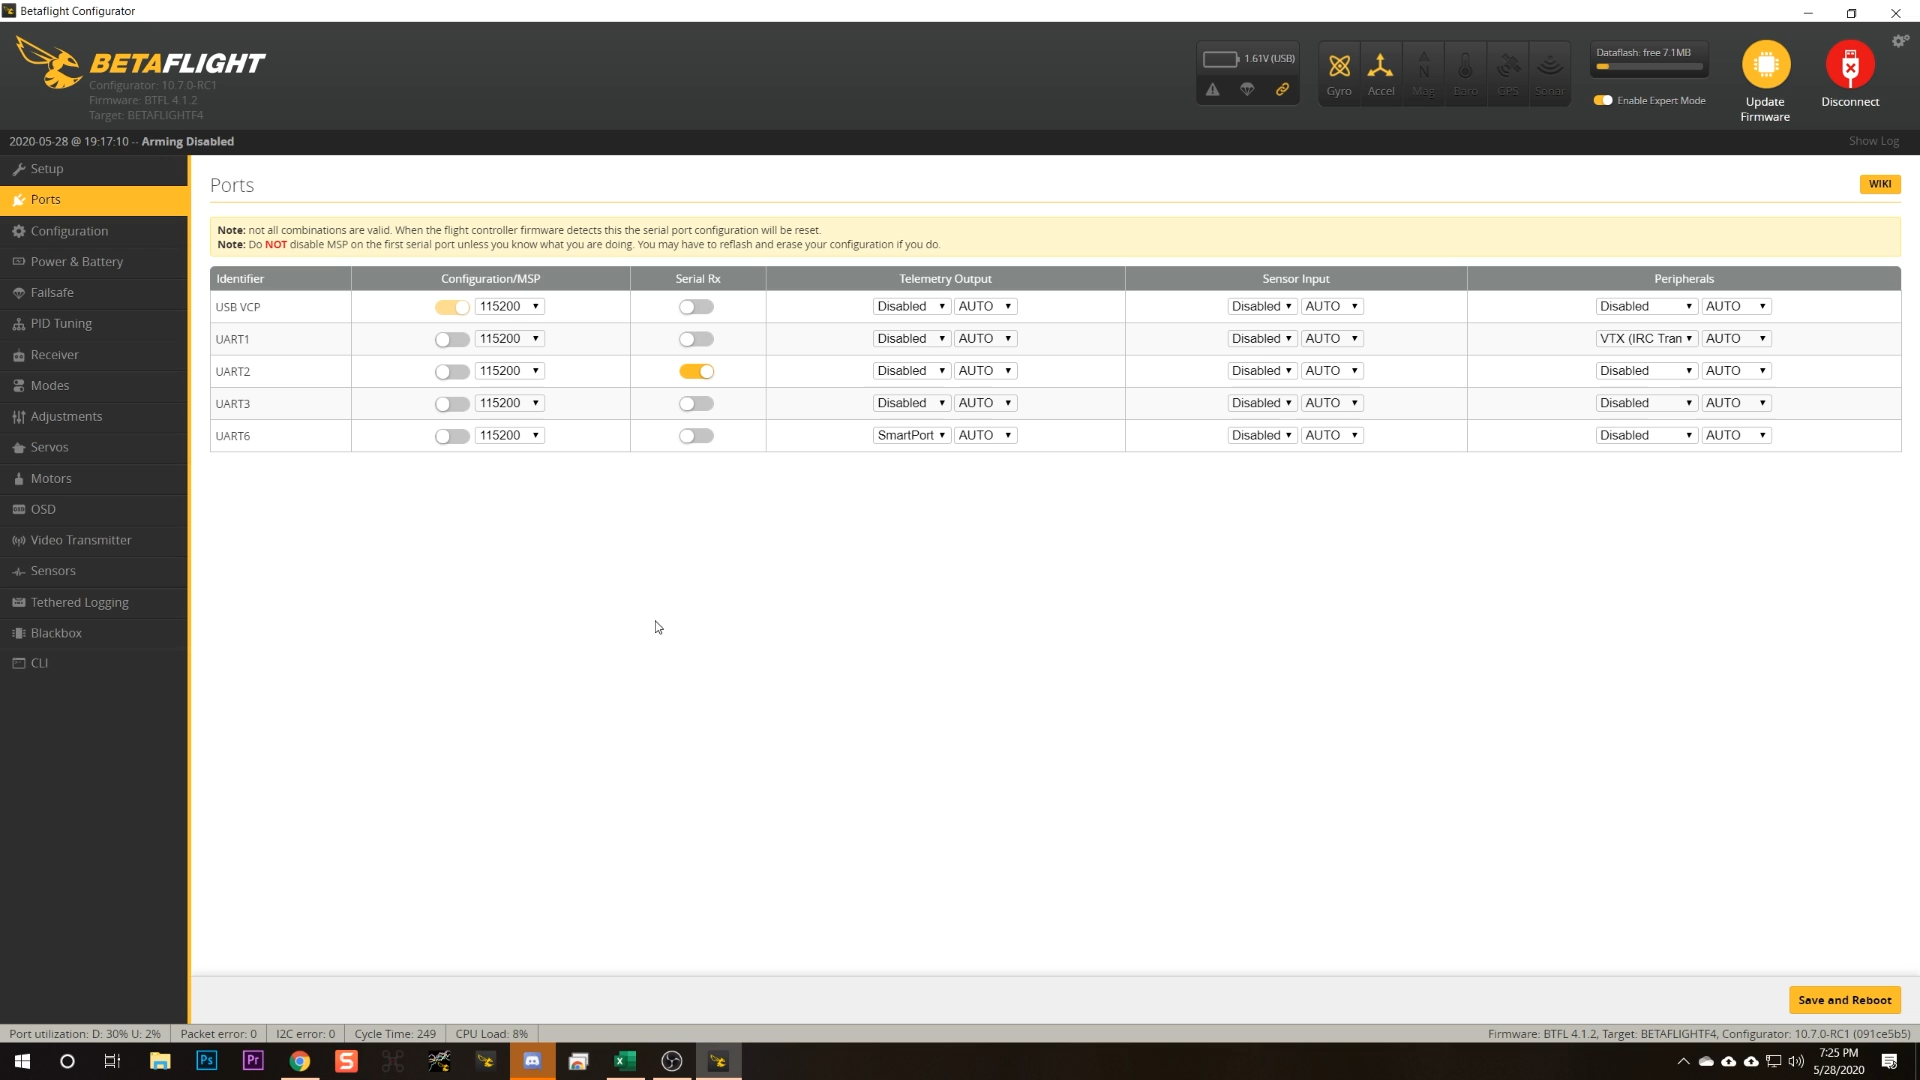 Betaflight Configurator
BETAFLIGHT
Configurator: 10.7.0-RC1
Firmware: BTFL 4.1.2
Target: BETAFLIGHTF4
1.61V (USB)
Gyro Accel Mag Baro GPS Sonar
Dataflash: free 7.1MB
Enable Expert Mode
Update Firmware
Disconnect
2020-05-28 @ 19:17:10 -- Arming Disabled
Show Log
Setup
Ports
Configuration
Power & Battery
Failsafe
PID Tuning
Receiver
Modes
Adjustments
Servos
Motors
OSD
Video Transmitter
Sensors
Tethered Logging
Blackbox
CLI
Ports
WIKI
Note: not all combinations are valid. When the flight controller firmware detects this the serial port configuration will be reset.
Note: Do NOT disable MSP on the first serial port unless you know what you are doing. You may have to reflash and erase your configuration if you do.
Identifier Configuration/MSP Serial Rx Telemetry Output Sensor Input Peripherals
USB VCP 115200 Disabled AUTO Disabled AUTO Disabled AUTO
UART1 115200 Disabled AUTO Disabled AUTO VTX (IRC Tran AUTO
UART2 115200 Disabled AUTO Disabled AUTO Disabled AUTO
UART3 115200 Disabled AUTO Disabled AUTO Disabled AUTO
UART6 115200 SmartPort AUTO Disabled AUTO Disabled AUTO
Save and Reboot
Port utilization: D: 30% U: 2% Packet error: 0 I2C error: 0 Cycle Time: 249 CPU Load: 8%
Firmware: BTFL 4.1.2, Target: BETAFLIGHTF4, Configurator: 10.7.0-RC1 (091ce5b5)
Ps Pr S
7:25 PM
5/28/2020